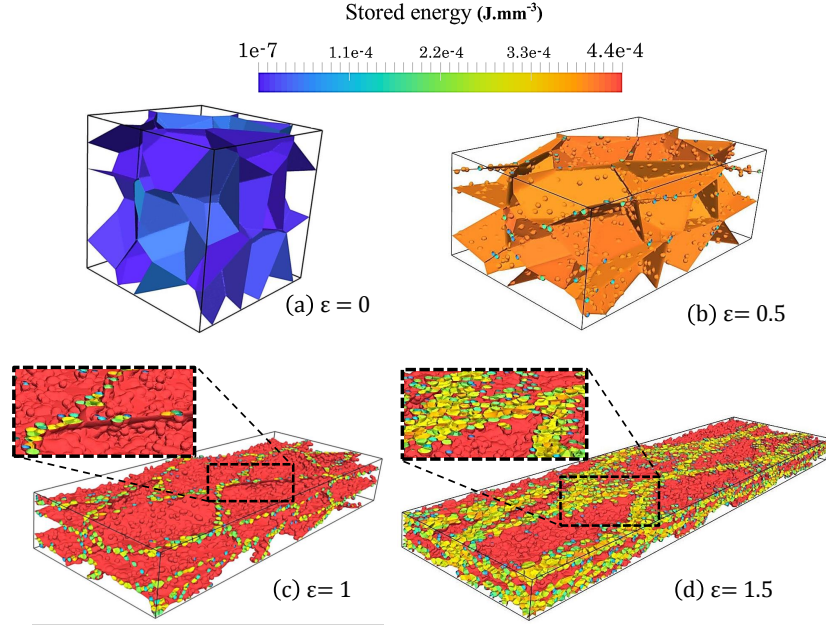 Stored energy (J.mm⁻³)
1e-7 1.1e-4 2.2e-4 3.3e-4 4.4e-4
(a) ε = 0
(b) ε= 0.5
(c) ε= 1
(d) ε= 1.5